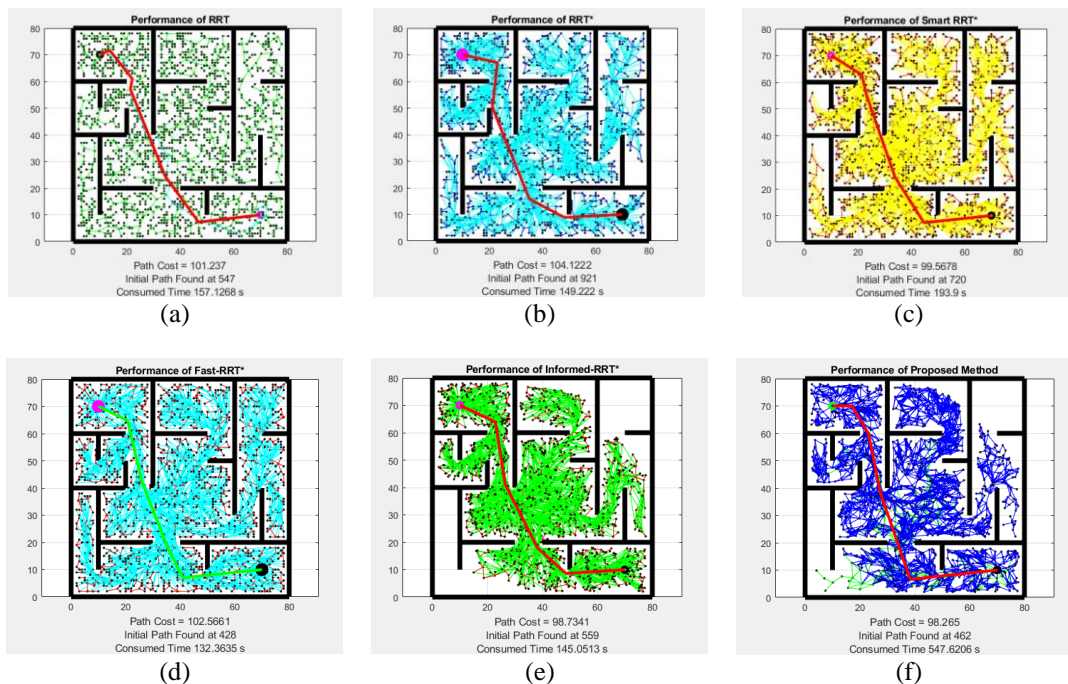 Performance of RRT
80
70
60
50
40
30
20
10
0
0 20 40 60 80
Path Cost = 101.237
Initial Path Found at 547
Consumed Time 157.1268 s
(a)
Performance of RRT*
80
70
60
50
40
30
20
10
0
0 20 40 60 80
Path Cost = 104.1222
Initial Path Found at 921
Consumed Time 149.222 s
(b)
Performance of Smart RRT*
80
70
60
50
40
30
20
10
0
0 20 40 60 80
Path Cost = 99.5678
Initial Path Found at 720
Consumed Time 193.9 s
(c)
Performance of Fast-RRT*
80
70
60
50
40
30
20
10
0
0 20 40 60 80
Path Cost = 102.5661
Initial Path Found at 428
Consumed Time 132.3635 s
(d)
Performance of Informed-RRT*
80
70
60
50
40
30
20
10
0
0 20 40 60 80
Path Cost = 98.7341
Initial Path Found at 559
Consumed Time 145.0513 s
(e)
Performance of Proposed Method
80
70
60
50
40
30
20
10
0
0 20 40 60 80
Path Cost = 98.265
Initial Path Found at 462
Consumed Time 547.6206 s
(f)